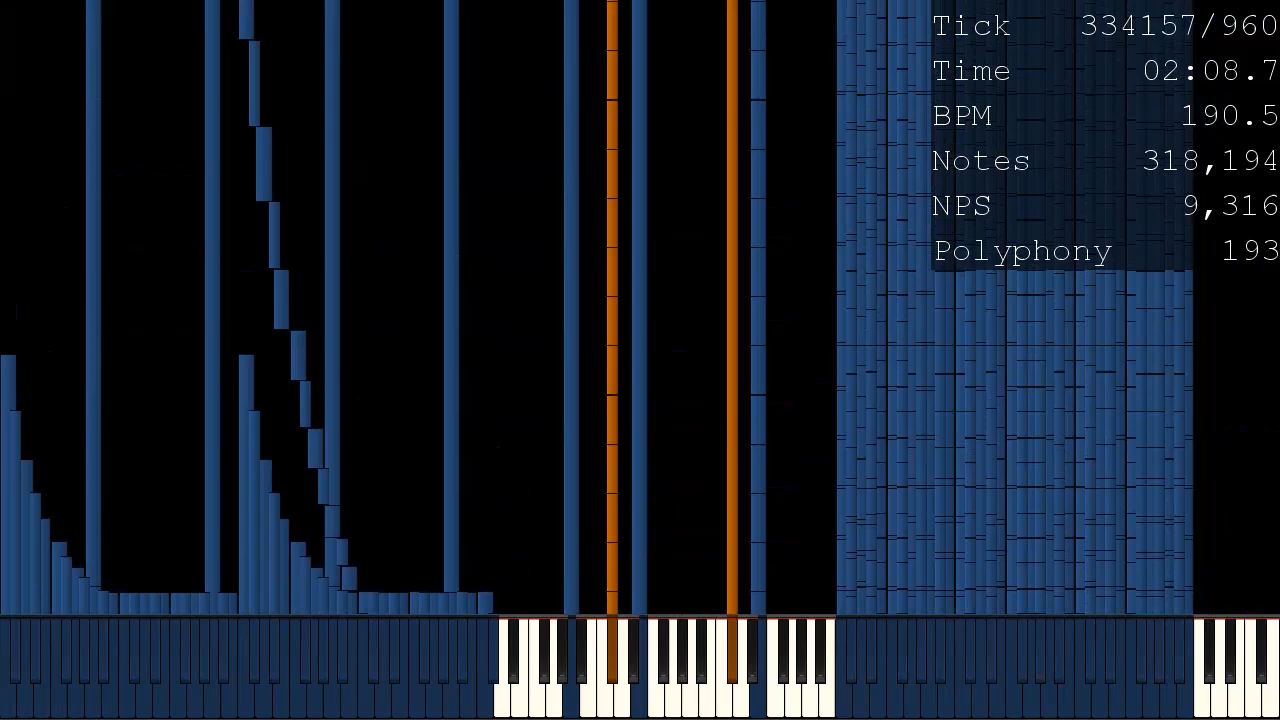 Tick 334157/960
Time 02:08.7
BPM 190.5
Notes 318,194
NPS 9,316
Polyphony 193